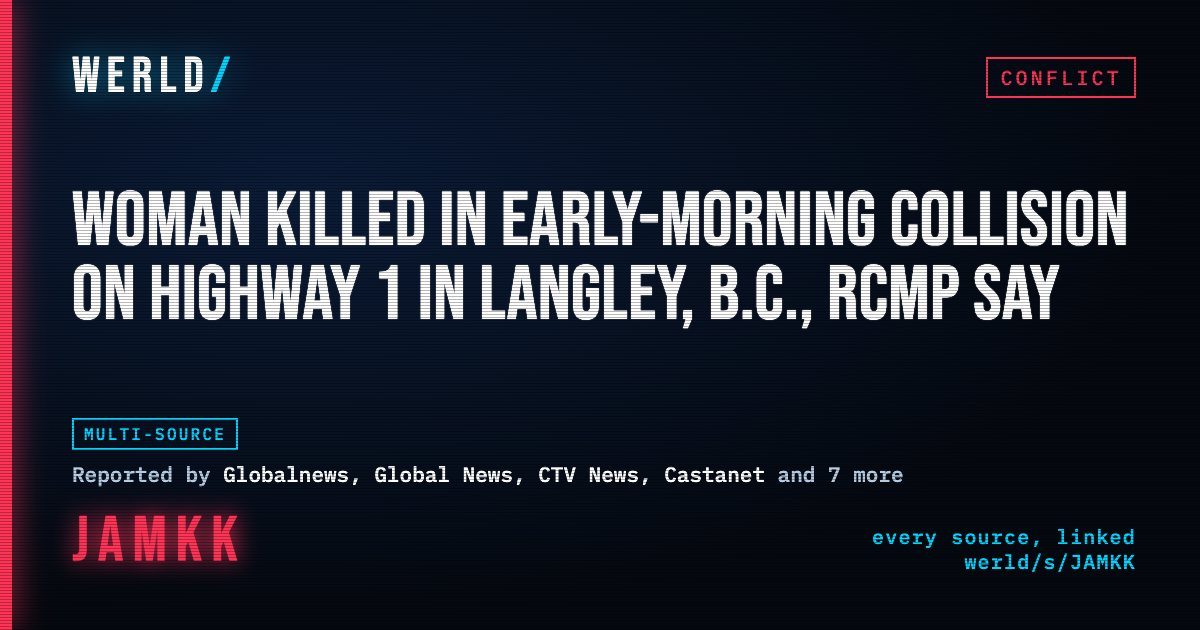 WERLD/
CONFLICT
WOMAN KILLED IN EARLY-MORNING COLLISION
ON HIGHWAY 1 IN LANGLEY, B.C., RCMP SAY
MULTI-SOURCE
Reported by Globalnews, Global News, CTV News, Castanet and 7 more
JAMKK
every source, linked
werld/s/JAMKK